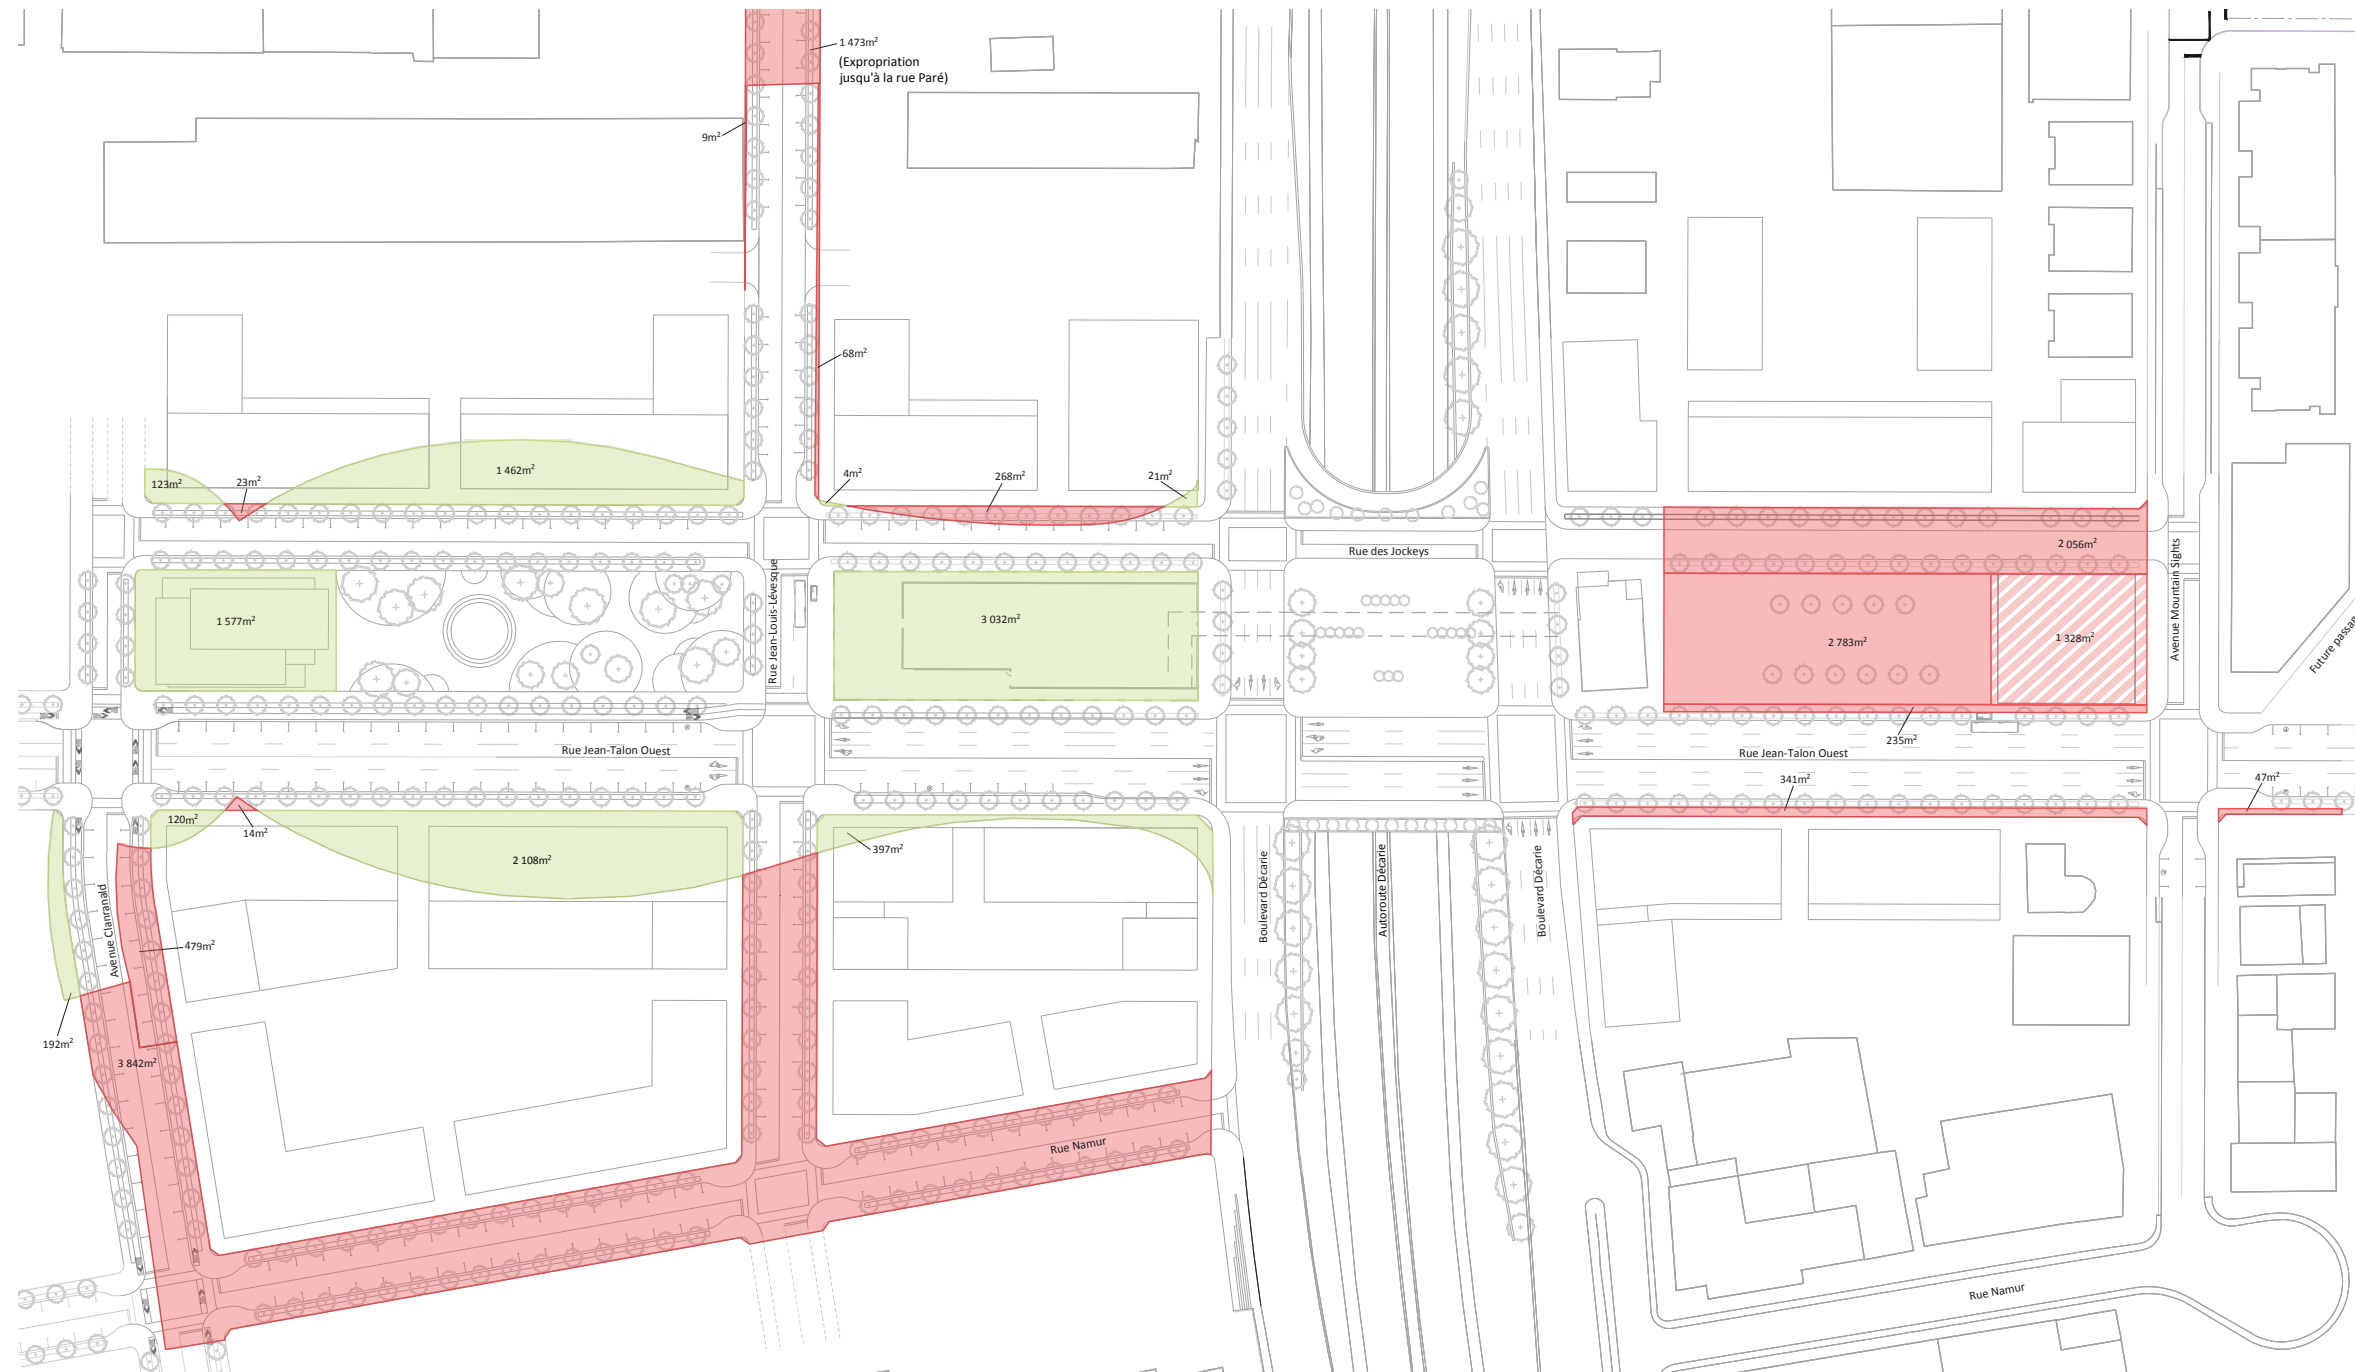 1 473m²
(Expropriation
jusqu'à la rue Paré)
9m²
68m²
1 462m²
123m²
23m²
4m²
268m²
21m²
Rue des Jockeys
2 056m²
Avenue Mountain Sights
Rue Jean-Louis-Lévesque
1 577m²
3 032m²
2 783m²
1 328m²
Future passa
Rue Jean-Talon Ouest
235m²
Rue Jean-Talon Ouest
341m²
47m²
120m²
14m²
2 108m²
397m²
Boulevard Décarie
Autoroute Décarie
Boulevard Décarie
Avenue Clanranald
479m²
192m²
3 842m²
Rue Namur
Rue Namur